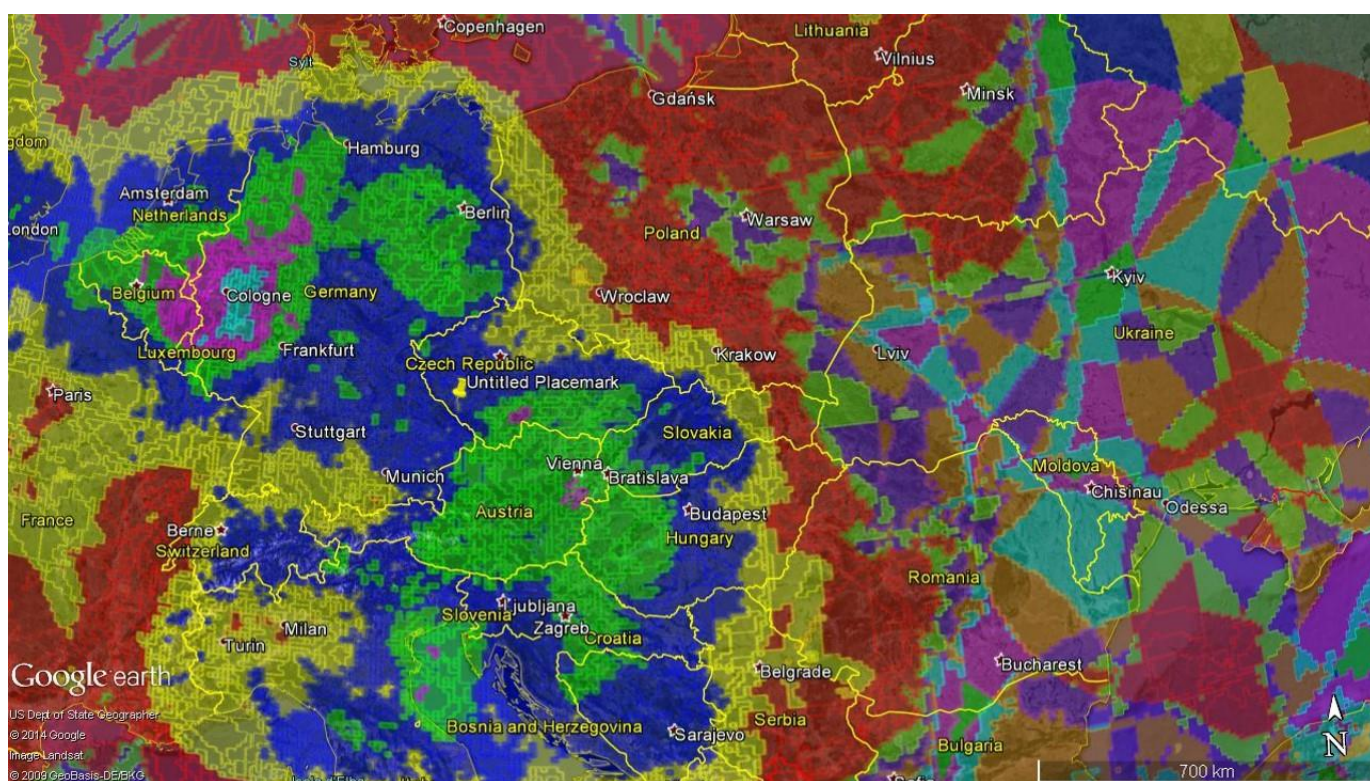 Copenhagen
Lithuania
Vilnius
Sylt
Minsk
Gdańsk
gdom
Hamburg
Amsterdam
Netherlands
Berlin
Warsaw
London
Poland
Kyiv
Belgium
Cologne
Germany
Wroclaw
Ukraine
Luxembourg
Frankfurt
Czech Republic
Krakow
Lviv
Untitled Placemark
Paris
Stuttgart
Slovakia
Munich
Vienna
Bratislava
Moldova
Chisinau
France
Austria
Budapest
Odessa
Berne
Switzerland
Hungary
Romania
Slovenia
jubljana
Milan
Zagreb
Croatia
Turin
Bucharest
Belgrade
Google earth
US Dept of State Geographer
Bosnia and Herzegovina
Serbia
Sarajevo
© 2014 Google
Bulgaria
N
Image Landsat
700 km
© 2009 GeoBasis-DE/BKG
Sofia